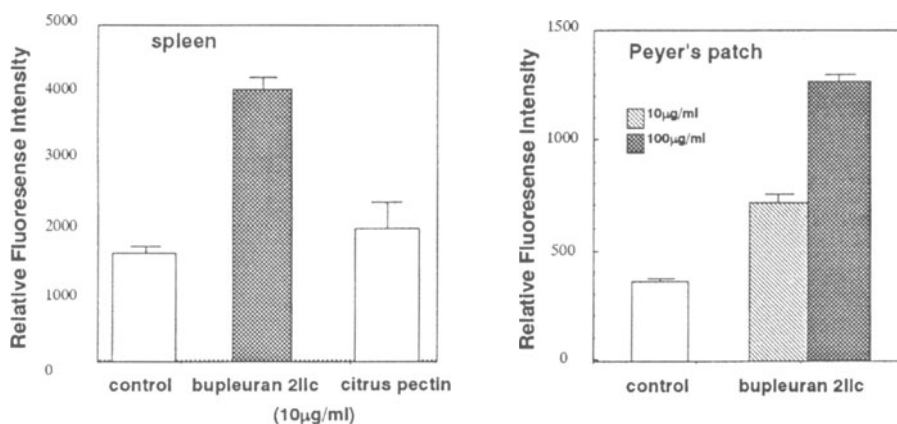 Relative Fluoresense Intensity
5000
4000
3000
2000
1000
0
spleen
control bupleuran 2IIc citrus pectin
(10µg/ml)
Relative Fluoresense Intensity
1500
1000
500
0
Peyer's patch
10µg/ml
100µg/ml
control bupleuran 2IIc